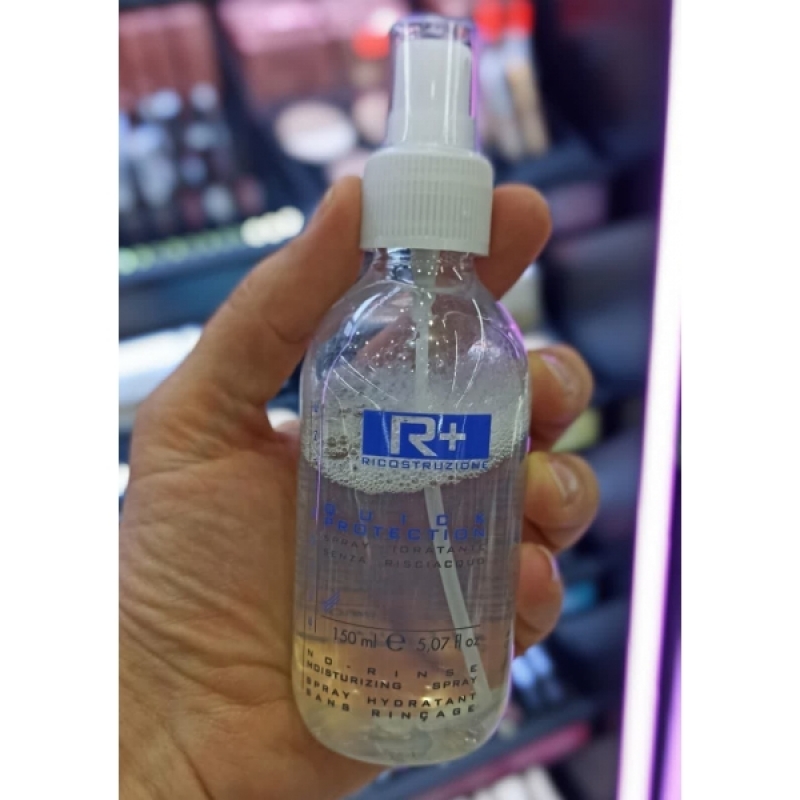 R+
RICOSTRUZIONE
QUICK
PROTECTION
SPRAY IDRATANTE
SENZA RISCIACQUO
150 ml ℮ 5,07 fl oz
NO-RINSE
MOISTURIZING SPRAY
SPRAY HYDRATANT
SANS RINÇAGE